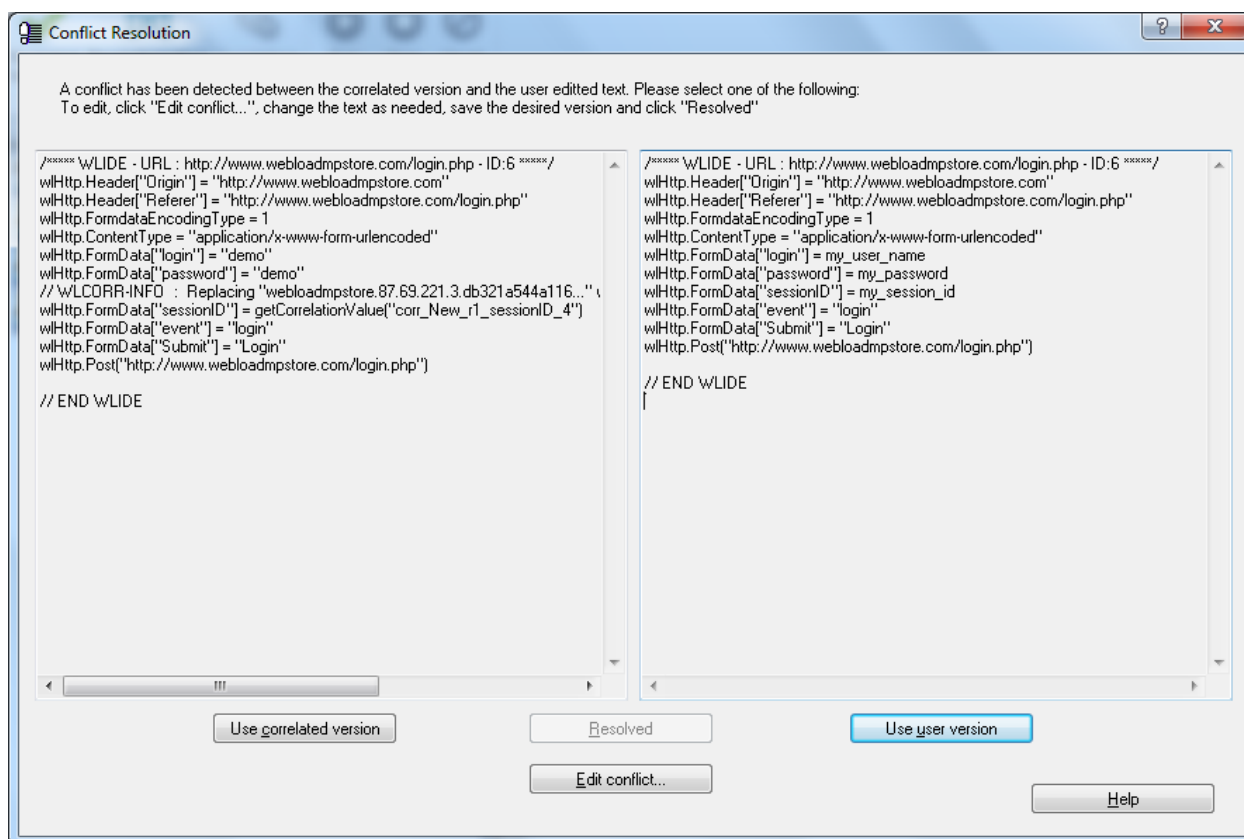 Conflict Resolution
A conflict has been detected between the correlated version and the user editted text. Please select one of the following:
To edit, click "Edit conflict...", change the text as needed, save the desired version and click "Resolved"
/***** WLIDE - URL : http://www.webloadmpstore.com/login.php - ID:6 *****/
wlHttp.Header["Origin"] = "http://www.webloadmpstore.com"
wlHttp.Header["Referer"] = "http://www.webloadmpstore.com/login.php"
wlHttp.FormdataEncodingType = 1
wlHttp.ContentType = "application/x-www-form-urlencoded"
wlHttp.FormData["login"] = "demo"
wlHttp.FormData["password"] = "demo"
// WLCORR-INFO : Replacing "webloadmpstore.87.69.221.3.db321a544a116..."
wlHttp.FormData["sessionID"] = getCorrelationValue("corr_New_r1_sessionID_4")
wlHttp.FormData["event"] = "login"
wlHttp.FormData["Submit"] = "Login"
wlHttp.Post("http://www.webloadmpstore.com/login.php")
// END WLIDE
/***** WLIDE - URL : http://www.webloadmpstore.com/login.php - ID:6 *****/
wlHttp.Header["Origin"] = "http://www.webloadmpstore.com"
wlHttp.Header["Referer"] = "http://www.webloadmpstore.com/login.php"
wlHttp.FormdataEncodingType = 1
wlHttp.ContentType = "application/x-www-form-urlencoded"
wlHttp.FormData["login"] = my_user_name
wlHttp.FormData["password"] = my_password
wlHttp.FormData["sessionID"] = my_session_id
wlHttp.FormData["event"] = "login"
wlHttp.FormData["Submit"] = "Login"
wlHttp.Post("http://www.webloadmpstore.com/login.php")
// END WLIDE
Use correlated version
Resolved
Use user version
Edit conflict...
Help